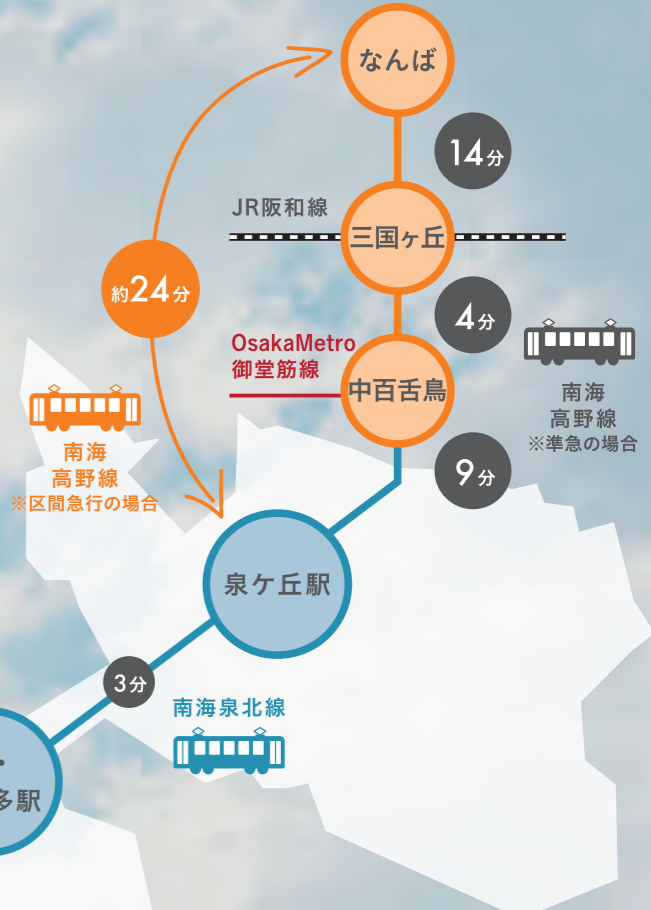 なんば
14分
JR阪和線
三国ヶ丘
約24分
4分
OsakaMetro
御堂筋線
中百舌鳥
南海
高野線
※準急の場合
南海
高野線
※区間急行の場合
9分
泉ケ丘駅
3分
南海泉北線
・
多駅